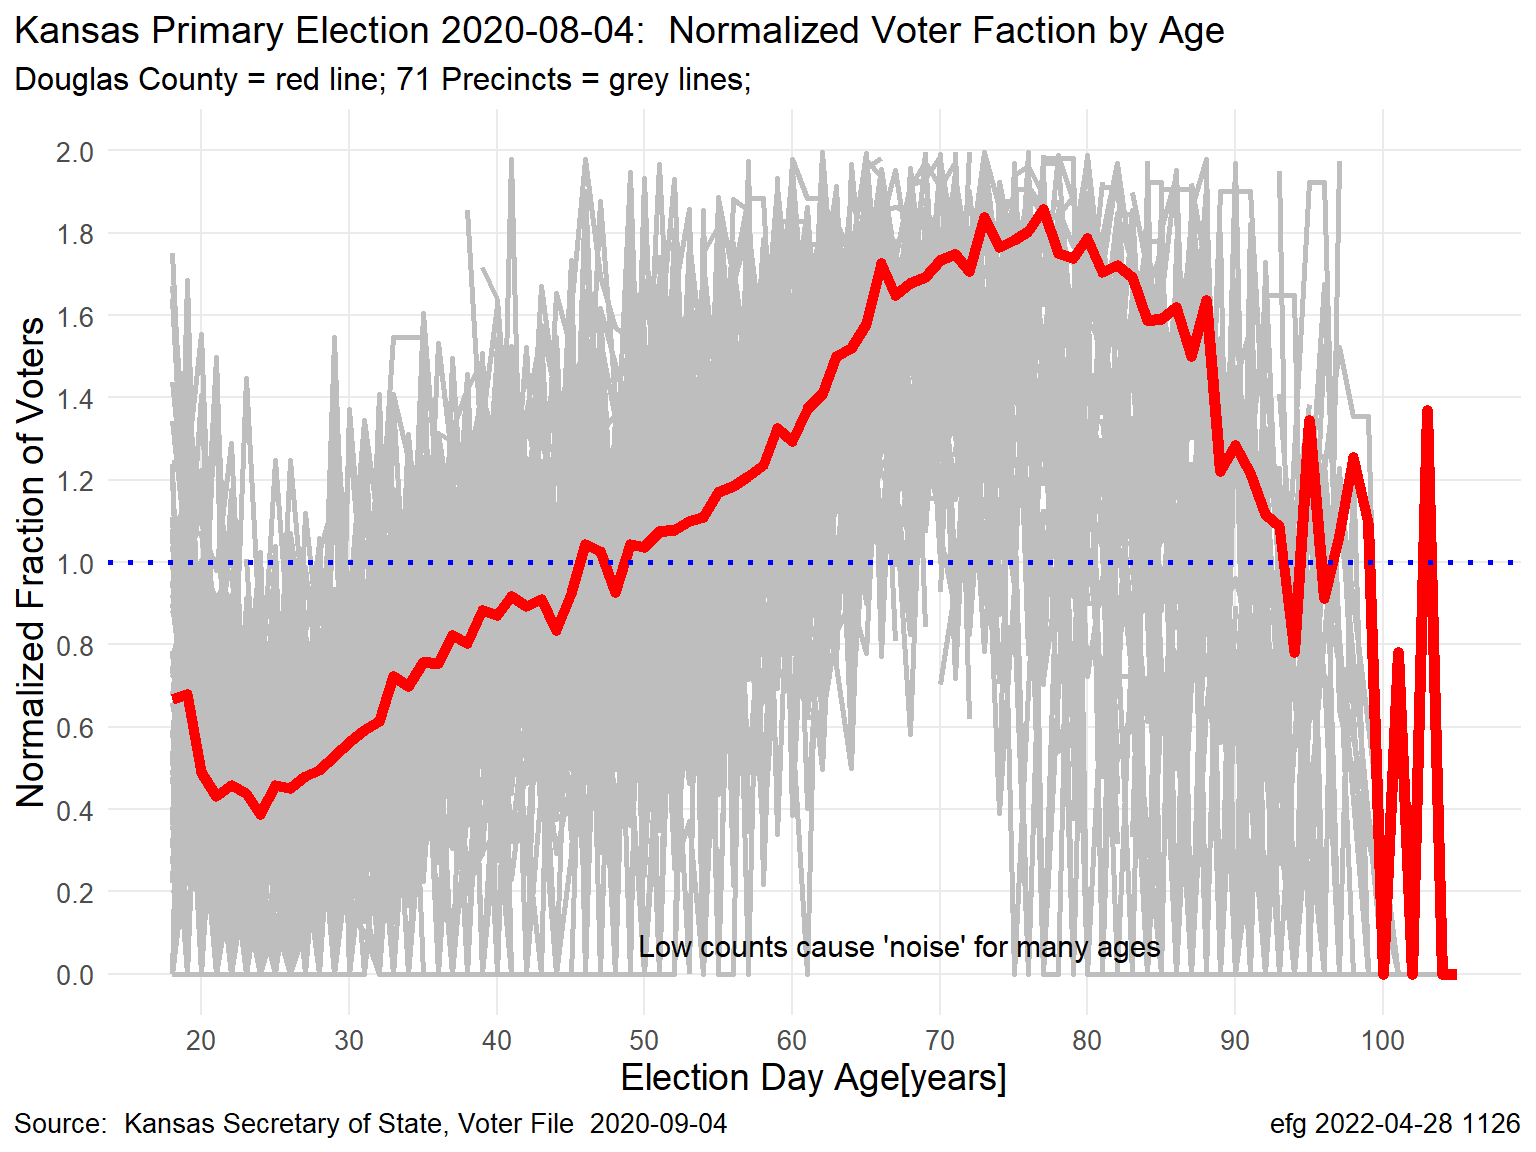 Kansas Primary Election 2020-08-04:  Normalized Voter Faction by Age
Douglas County = red line; 71 Precincts = grey lines;
Normalized Fraction of Voters
2.0
1.8
1.6
1.4
1.2
1.0
0.8
0.6
0.4
0.2
0.0
Low counts cause 'noise' for many ages
20 30 40 50 60 70 80 90 100
Election Day Age[years]
Source:  Kansas Secretary of State, Voter File  2020-09-04
efg 2022-04-28 1126